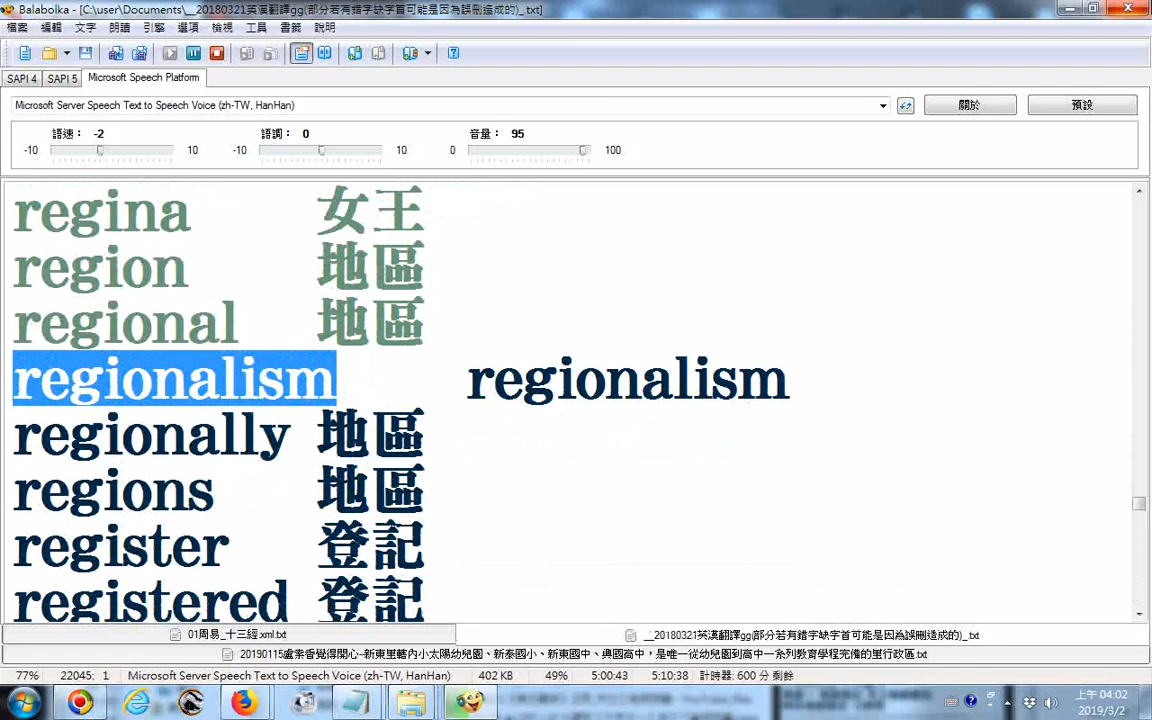 Balabolka - [C:\user\Documents\__20180321英漢翻譯gg(部分若有錯字缺字首可能是因為誤刪造成的)_.txt]
檔案 編輯 文字 朗讀 引擎 選項 檢視 工具 書籤 說明
SAPI 4 SAPI 5 Microsoft Speech Platform
Microsoft Server Speech Text to Speech Voice (zh-TW, HanHan) 關於 預設
語速： -2 語調： 0 音量： 95
-10 10 -10 10 0 100
regina 女王
region 地區
regional 地區
regionalism regionalism
regionally 地區
regions 地區
register 登記
registered 登記
01周易_十三經.xml.txt __20180321英漢翻譯gg(部分若有錯字缺字首可能是因為誤刪造成的)_.txt
20190115盧素香覺得開心─新東里轄內小太陽幼兒園、新泰國小、新東國中、興國高中，是唯一從幼兒園到高中一系列教育學程完備的里行政區.txt
77% 22045: 1 Microsoft Server Speech Text to Speech Voice (zh-TW, HanHan) 402 KB 49% 5:00:43 5:10:38 計時器: 600 分 剩餘
上午 04:02
2019/3/2